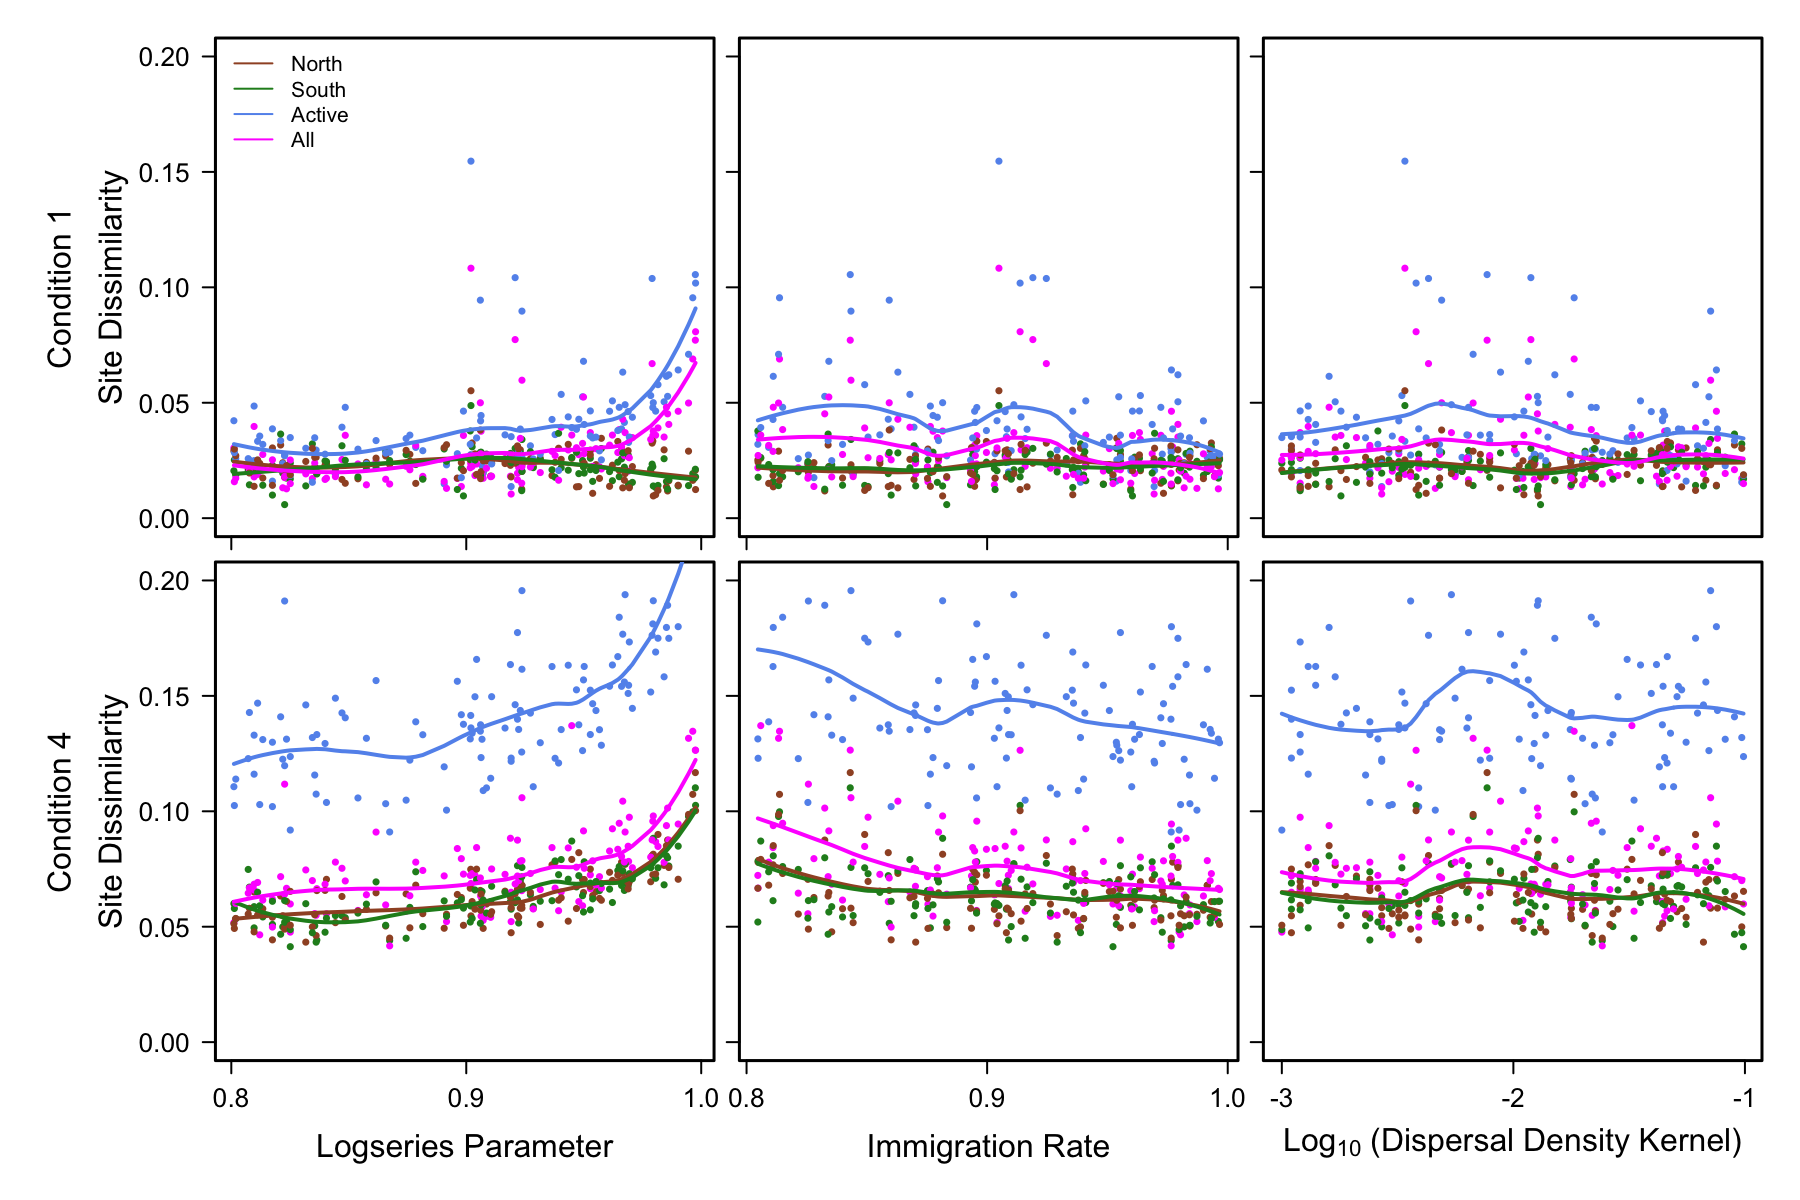 0.20
0.15
0.10
0.05
0.00
Condition 1
Site Dissimilarity
North
South
Active
All
0.20
0.15
0.10
0.05
0.00
Condition 4
Site Dissimilarity
0.8 0.9 1.0
0.8 0.9 1.0
-3 -2 -1
Logseries Parameter
Immigration Rate
Log₁₀ (Dispersal Density Kernel)